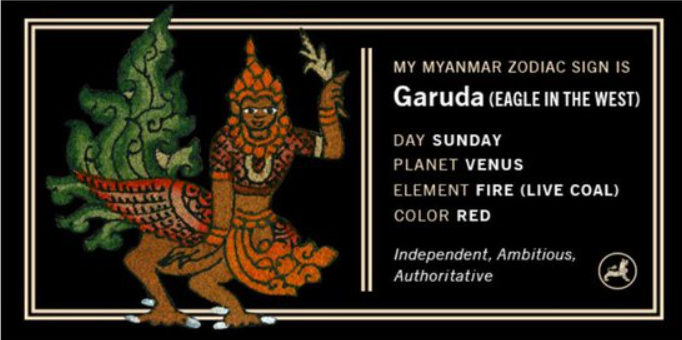 MY MYANMAR ZODIAC SIGN IS
Garuda (EAGLE IN THE WEST)
DAY SUNDAY
PLANET VENUS
ELEMENT FIRE (LIVE COAL)
COLOR RED
Independent, Ambitious,
Authoritative